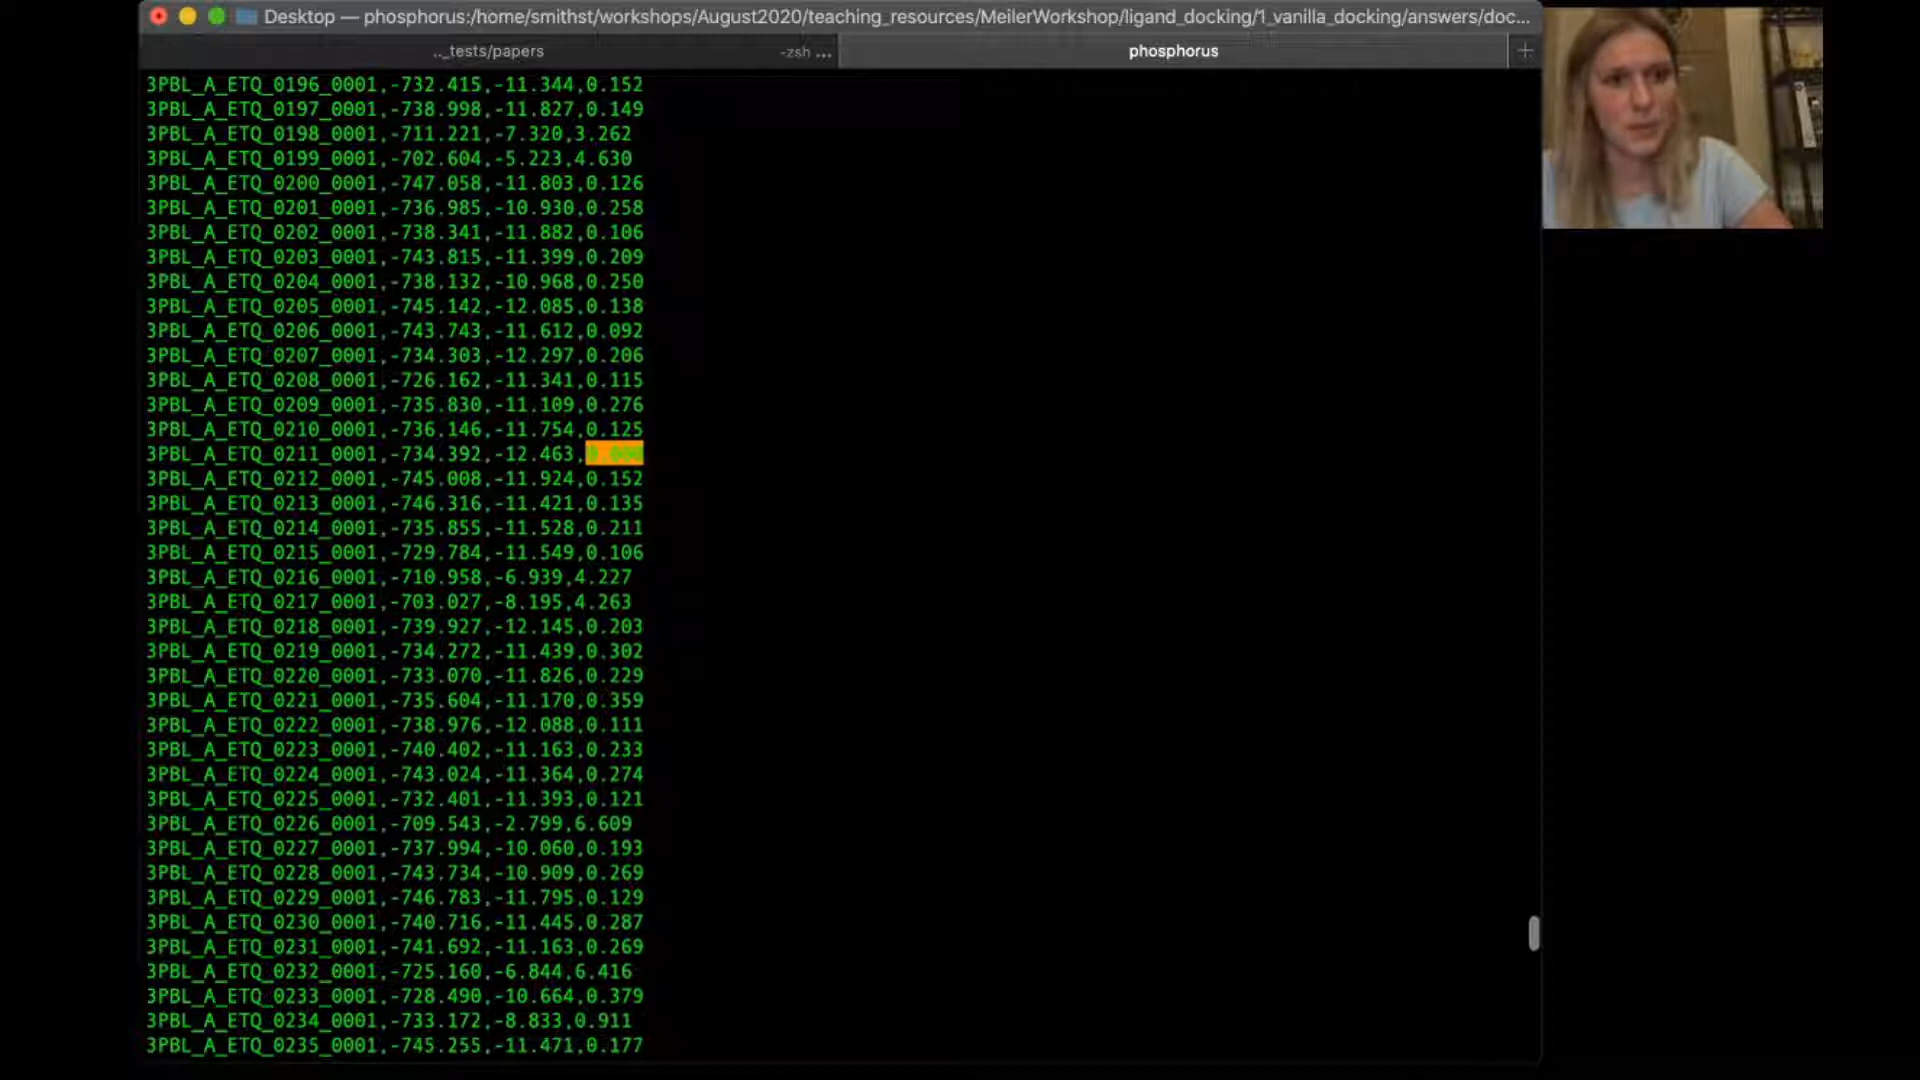 Desktop — phosphorus:/home/smithst/workshops/August2020/teaching_resources/MeilerWorkshop/ligand_docking/1_vanilla_docking/answers/doc...
.._tests/papers -zsh ... phosphorus +
3PBL_A_ETQ_0196_0001,-732.415,-11.344,0.152
3PBL_A_ETQ_0197_0001,-738.998,-11.827,0.149
3PBL_A_ETQ_0198_0001,-711.221,-7.320,3.262
3PBL_A_ETQ_0199_0001,-702.604,-5.223,4.630
3PBL_A_ETQ_0200_0001,-747.058,-11.803,0.126
3PBL_A_ETQ_0201_0001,-736.985,-10.930,0.258
3PBL_A_ETQ_0202_0001,-738.341,-11.882,0.106
3PBL_A_ETQ_0203_0001,-743.815,-11.399,0.209
3PBL_A_ETQ_0204_0001,-738.132,-10.968,0.250
3PBL_A_ETQ_0205_0001,-745.142,-12.085,0.138
3PBL_A_ETQ_0206_0001,-743.743,-11.612,0.092
3PBL_A_ETQ_0207_0001,-734.303,-12.297,0.206
3PBL_A_ETQ_0208_0001,-726.162,-11.341,0.115
3PBL_A_ETQ_0209_0001,-735.830,-11.109,0.276
3PBL_A_ETQ_0210_0001,-736.146,-11.754,0.125
3PBL_A_ETQ_0211_0001,-734.392,-12.463,0.000
3PBL_A_ETQ_0212_0001,-745.008,-11.924,0.152
3PBL_A_ETQ_0213_0001,-746.316,-11.421,0.135
3PBL_A_ETQ_0214_0001,-735.855,-11.528,0.211
3PBL_A_ETQ_0215_0001,-729.784,-11.549,0.106
3PBL_A_ETQ_0216_0001,-710.958,-6.939,4.227
3PBL_A_ETQ_0217_0001,-703.027,-8.195,4.263
3PBL_A_ETQ_0218_0001,-739.927,-12.145,0.203
3PBL_A_ETQ_0219_0001,-734.272,-11.439,0.302
3PBL_A_ETQ_0220_0001,-733.070,-11.826,0.229
3PBL_A_ETQ_0221_0001,-735.604,-11.170,0.359
3PBL_A_ETQ_0222_0001,-738.976,-12.088,0.111
3PBL_A_ETQ_0223_0001,-740.402,-11.163,0.233
3PBL_A_ETQ_0224_0001,-743.024,-11.364,0.274
3PBL_A_ETQ_0225_0001,-732.401,-11.393,0.121
3PBL_A_ETQ_0226_0001,-709.543,-2.799,6.609
3PBL_A_ETQ_0227_0001,-737.994,-10.060,0.193
3PBL_A_ETQ_0228_0001,-743.734,-10.909,0.269
3PBL_A_ETQ_0229_0001,-746.783,-11.795,0.129
3PBL_A_ETQ_0230_0001,-740.716,-11.445,0.287
3PBL_A_ETQ_0231_0001,-741.692,-11.163,0.269
3PBL_A_ETQ_0232_0001,-725.160,-6.844,6.416
3PBL_A_ETQ_0233_0001,-728.490,-10.664,0.379
3PBL_A_ETQ_0234_0001,-733.172,-8.833,0.911
3PBL_A_ETQ_0235_0001,-745.255,-11.471,0.177